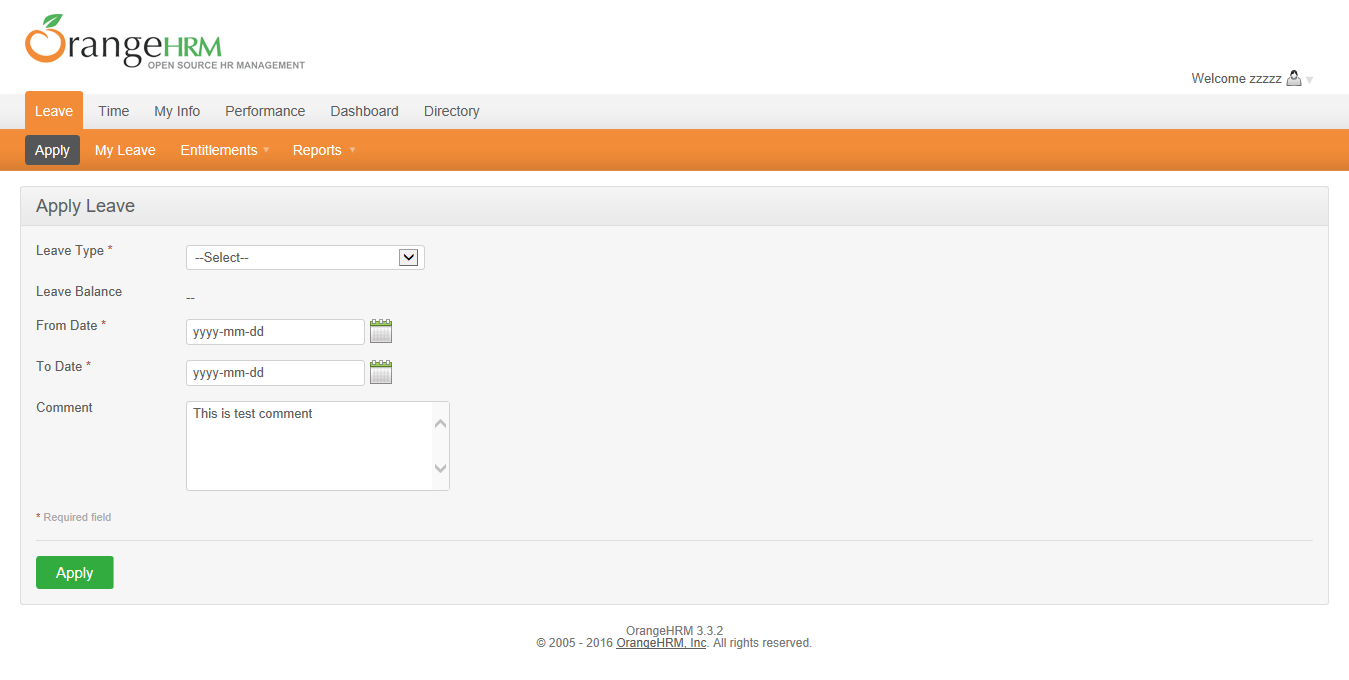 OrangeHRM
OPEN SOURCE HR MANAGEMENT
Welcome zzzzz
Leave Time My Info Performance Dashboard Directory
Apply My Leave Entitlements Reports
Apply Leave
Leave Type * --Select--
Leave Balance --
From Date * yyyy-mm-dd
To Date * yyyy-mm-dd
Comment This is test comment
* Required field
Apply
OrangeHRM 3.3.2
© 2005 - 2016 OrangeHRM, Inc. All rights reserved.